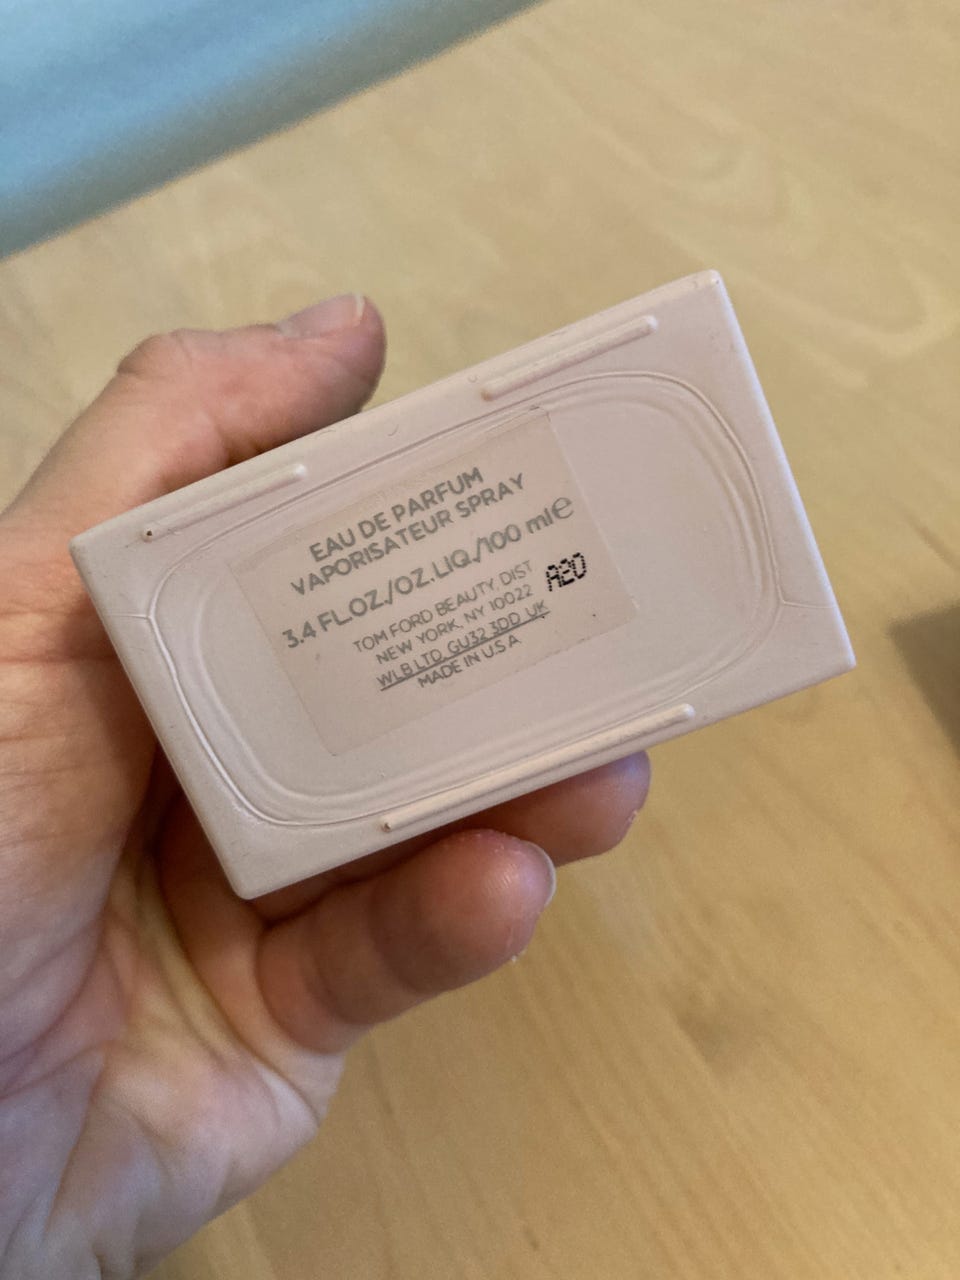 EAU DE PARFUM
VAPORISATEUR SPRAY
3.4 FL.OZ./OZ.LIQ./100 ml℮
TOM FORD BEAUTY, DIST
NEW YORK, NY 10022
WLB LTD GU32 3DD UK
MADE IN U.S.A
A20